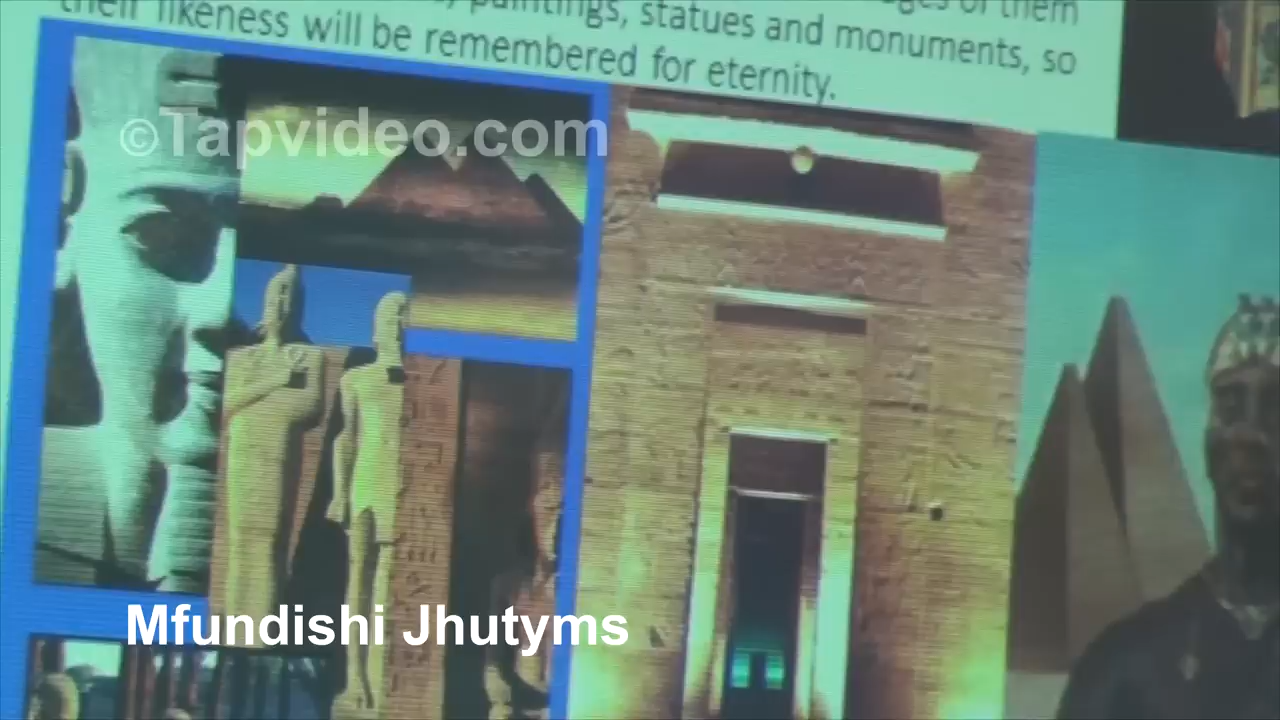 paintings, statues and monuments, so
their likeness will be remembered for eternity.
©Tapvideo.com
Mfundishi Jhutyms